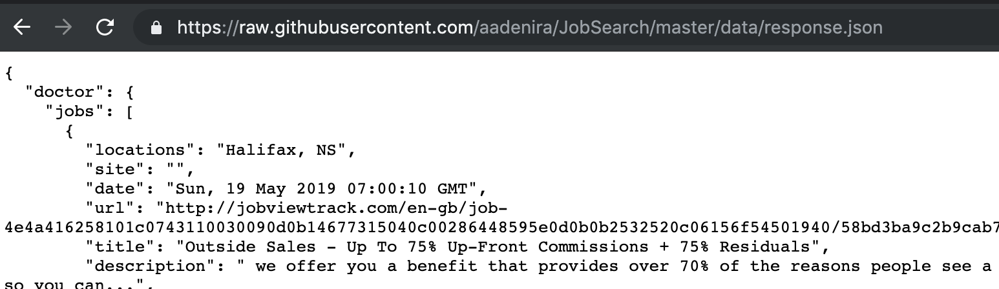 https://raw.githubusercontent.com/aadenira/JobSearch/master/data/response.json
{
"doctor": {
"jobs": [
{
"locations": "Halifax, NS",
"site": "",
"date": "Sun, 19 May 2019 07:00:10 GMT",
"url": "http://jobviewtrack.com/en-gb/job-
4e4a416258101c0743110030090d0b14677315040c00286448595e0d0b0b2532520c06156f54501940/58bd3ba9c2b9cab7
"title": "Outside Sales - Up To 75% Up-Front Commissions + 75% Residuals",
"description": " we offer you a benefit that provides over 70% of the reasons people see a
so you can...",